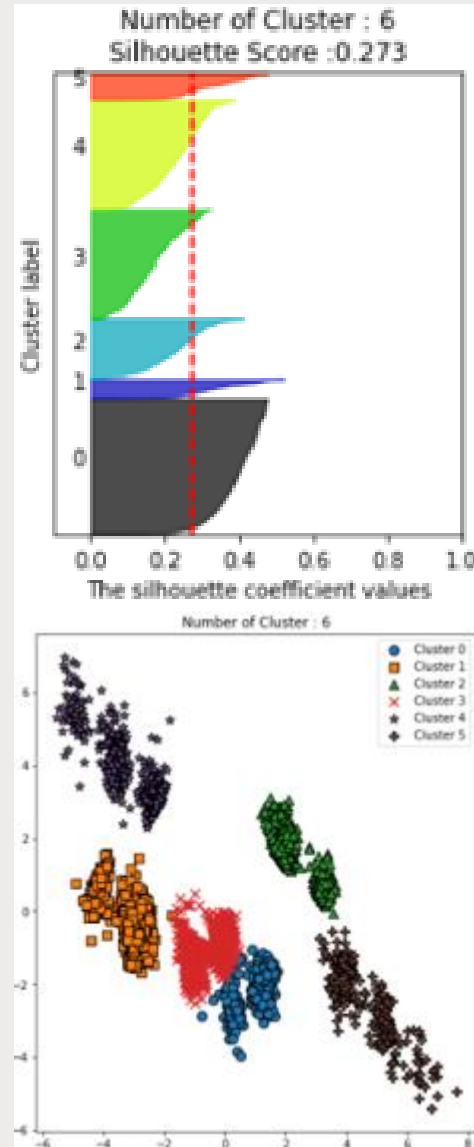 Number of Cluster : 6
Silhouette Score :0.273
Cluster label
5
4
3
2
1
0
0.0 0.2 0.4 0.6 0.8 1.0
The silhouette coefficient values
Number of Cluster : 6
Cluster 0
Cluster 1
Cluster 2
Cluster 3
Cluster 4
Cluster 5
6
4
2
0
−2
−4
−6
−6 −4 −2 0 2 4 6 8